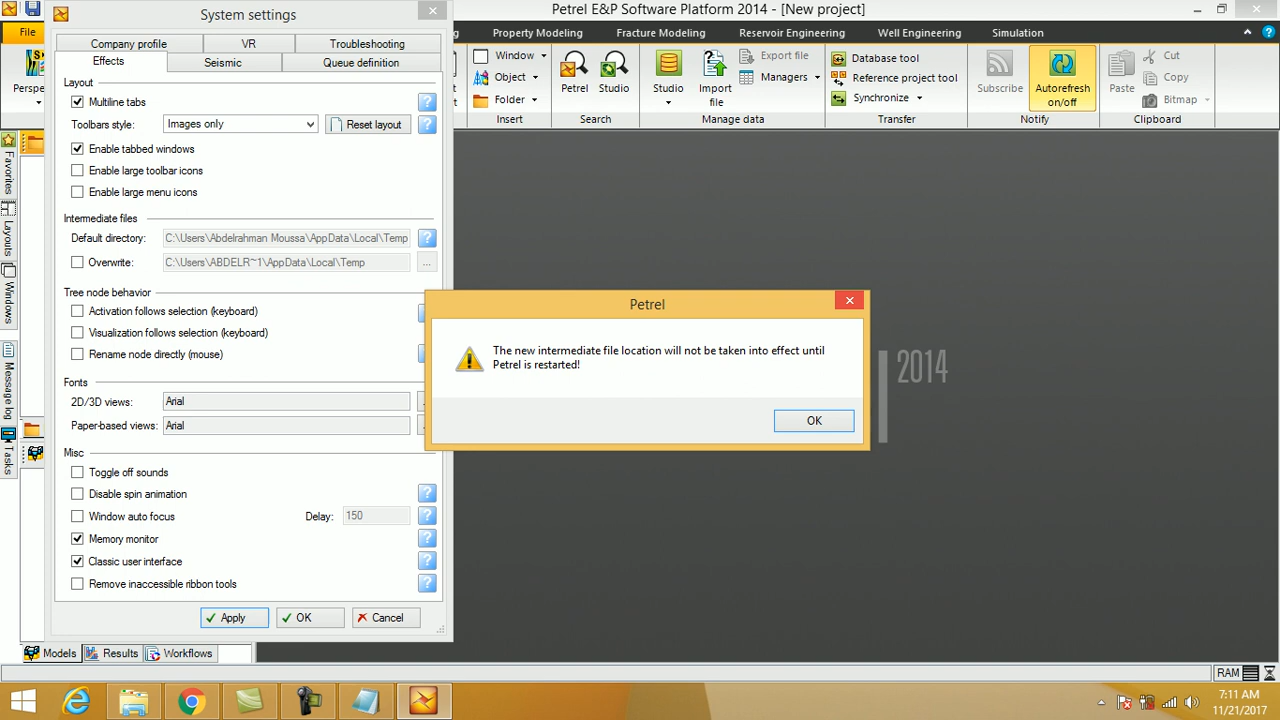 System settings
Petrel E&P Software Platform 2014 - [New project]
File
Property Modeling
Fracture Modeling
Reservoir Engineering
Well Engineering
Simulation
Company profile
VR
Troubleshooting
Effects
Seismic
Queue definition
Layout
Multiline tabs
Toolbars style:
Images only
Reset layout
Enable tabbed windows
Enable large toolbar icons
Enable large menu icons
Intermediate files
Default directory:
C:\Users\Abdelrahman Moussa\AppData\Local\Temp
Overwrite:
C:\Users\ABDELR~1\AppData\Local\Temp
...
Tree node behavior
Activation follows selection (keyboard)
Visualization follows selection (keyboard)
Rename node directly (mouse)
Fonts
2D/3D views:
Arial
Paper-based views:
Arial
Misc
Toggle off sounds
Disable spin animation
Window auto focus
Delay:
150
Memory monitor
Classic user interface
Remove inaccessible ribbon tools
Apply
OK
Cancel
Window
Object
Folder
Insert
Petrel
Studio
Search
Studio
Import
file
Export file
Managers
Manage data
Database tool
Reference project tool
Synchronize
Transfer
Subscribe
Autorefresh
on/off
Notify
Paste
Cut
Copy
Bitmap
Clipboard
Favorites
Layouts
Windows
Message log
Tasks
Petrel
The new intermediate file location will not be taken into effect until
Petrel is restarted!
OK
2014
Models
Results
Workflows
RAM
7:11 AM
11/21/2017